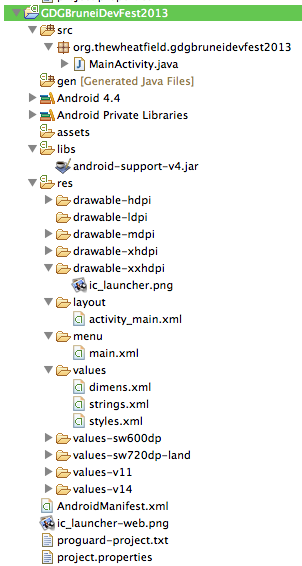 GDGBruneiDevFest2013
src
org.thewheatfield.gdgbruneidevfest2013
MainActivity.java
gen [Generated Java Files]
Android 4.4
Android Private Libraries
assets
libs
android-support-v4.jar
res
drawable-hdpi
drawable-ldpi
drawable-mdpi
drawable-xhdpi
drawable-xxhdpi
ic_launcher.png
layout
activity_main.xml
menu
main.xml
values
dimens.xml
strings.xml
styles.xml
values-sw600dp
values-sw720dp-land
values-v11
values-v14
AndroidManifest.xml
ic_launcher-web.png
proguard-project.txt
project.properties